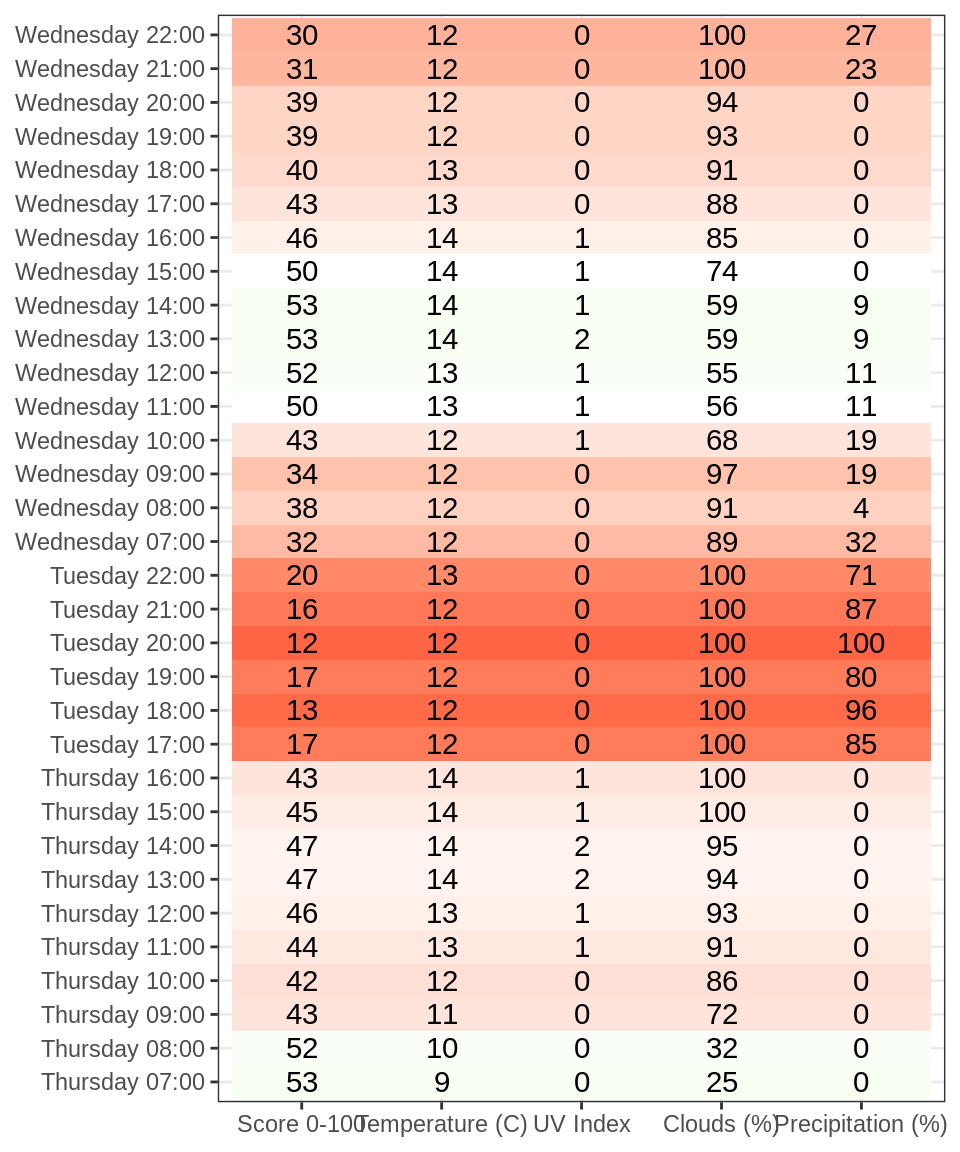 Wednesday 22:00 30 12 0 100 27
Wednesday 21:00 31 12 0 100 23
Wednesday 20:00 39 12 0 94 0
Wednesday 19:00 39 12 0 93 0
Wednesday 18:00 40 13 0 91 0
Wednesday 17:00 43 13 0 88 0
Wednesday 16:00 46 14 1 85 0
Wednesday 15:00 50 14 1 74 0
Wednesday 14:00 53 14 1 59 9
Wednesday 13:00 53 14 2 59 9
Wednesday 12:00 52 13 1 55 11
Wednesday 11:00 50 13 1 56 11
Wednesday 10:00 43 12 1 68 19
Wednesday 09:00 34 12 0 97 19
Wednesday 08:00 38 12 0 91 4
Wednesday 07:00 32 12 0 89 32
Tuesday 22:00 20 13 0 100 71
Tuesday 21:00 16 12 0 100 87
Tuesday 20:00 12 12 0 100 100
Tuesday 19:00 17 12 0 100 80
Tuesday 18:00 13 12 0 100 96
Tuesday 17:00 17 12 0 100 85
Thursday 16:00 43 14 1 100 0
Thursday 15:00 45 14 1 100 0
Thursday 14:00 47 14 2 95 0
Thursday 13:00 47 14 2 94 0
Thursday 12:00 46 13 1 93 0
Thursday 11:00 44 13 1 91 0
Thursday 10:00 42 12 0 86 0
Thursday 09:00 43 11 0 72 0
Thursday 08:00 52 10 0 32 0
Thursday 07:00 53 9 0 25 0
Score 0-100 Temperature (C) UV Index Clouds (%) Precipitation (%)